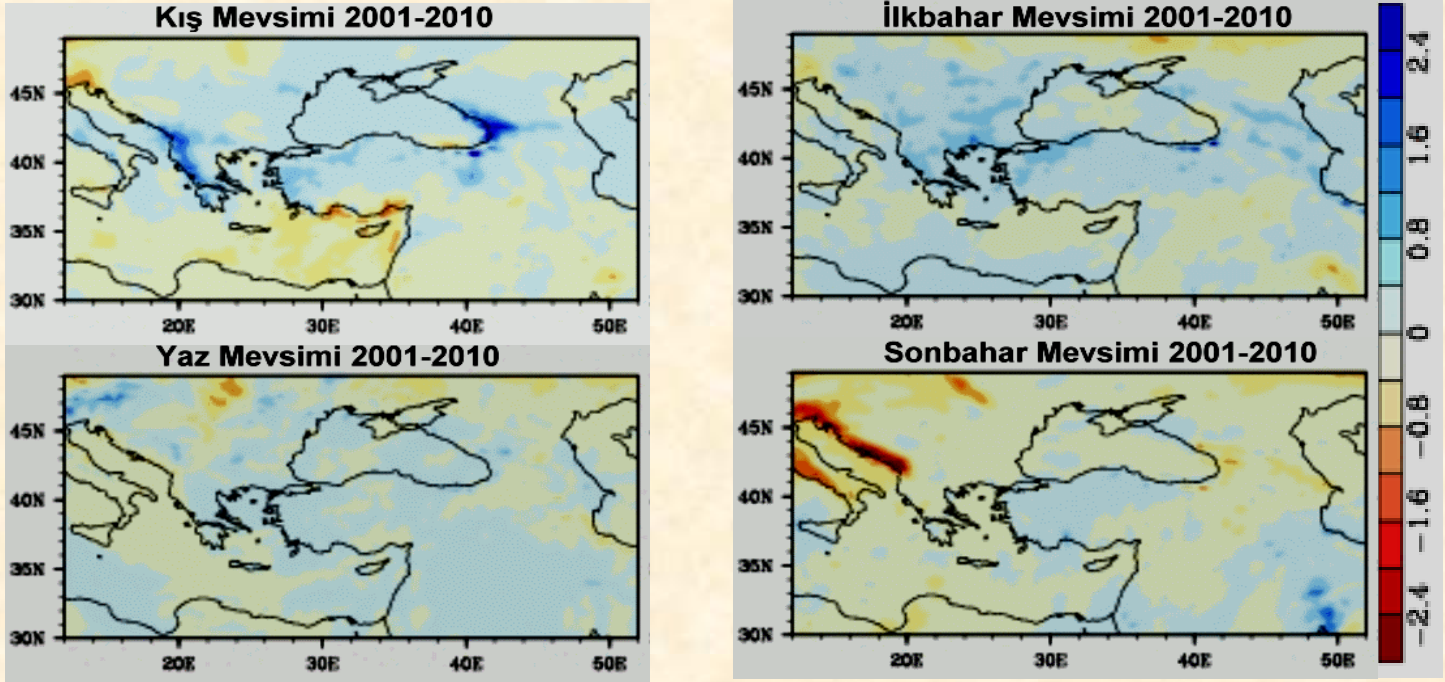 Kış Mevsimi 2001-2010
45N
40N
35N
30N
20E 30E 40E 50E
İlkbahar Mevsimi 2001-2010
45N
40N
35N
30N
20E 30E 40E 50E
Yaz Mevsimi 2001-2010
45N
40N
35N
30N
20E 30E 40E 50E
Sonbahar Mevsimi 2001-2010
45N
40N
35N
30N
20E 30E 40E 50E
2.4
1.6
0.8
0
−0.8
−1.6
−2.4